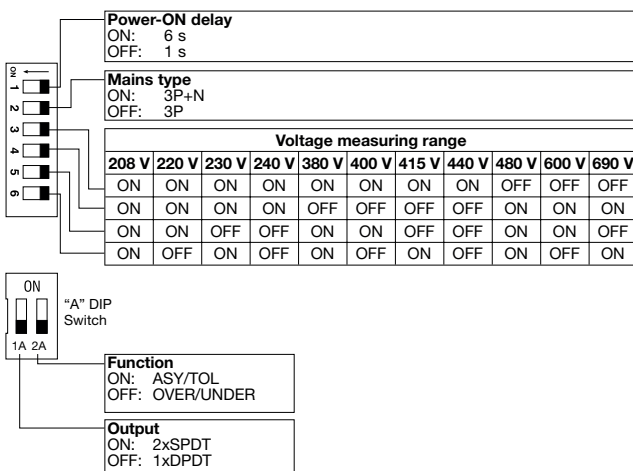 Power-ON delay
ON: 6 s
OFF: 1 s
ON
1
2
3
4
5
6
Mains type
ON: 3P+N
OFF: 3P
Voltage measuring range
208 V 220 V 230 V 240 V 380 V 400 V 415 V 440 V 480 V 600 V 690 V
ON ON ON ON ON ON ON ON OFF OFF OFF
ON ON ON ON OFF OFF OFF OFF ON ON ON
ON ON OFF OFF ON ON OFF OFF ON ON OFF
ON OFF ON OFF ON OFF ON OFF ON OFF ON
ON
"A" DIP
Switch
1A 2A
Function
ON: ASY/TOL
OFF: OVER/UNDER
Output
ON: 2xSPDT
OFF: 1xDPDT